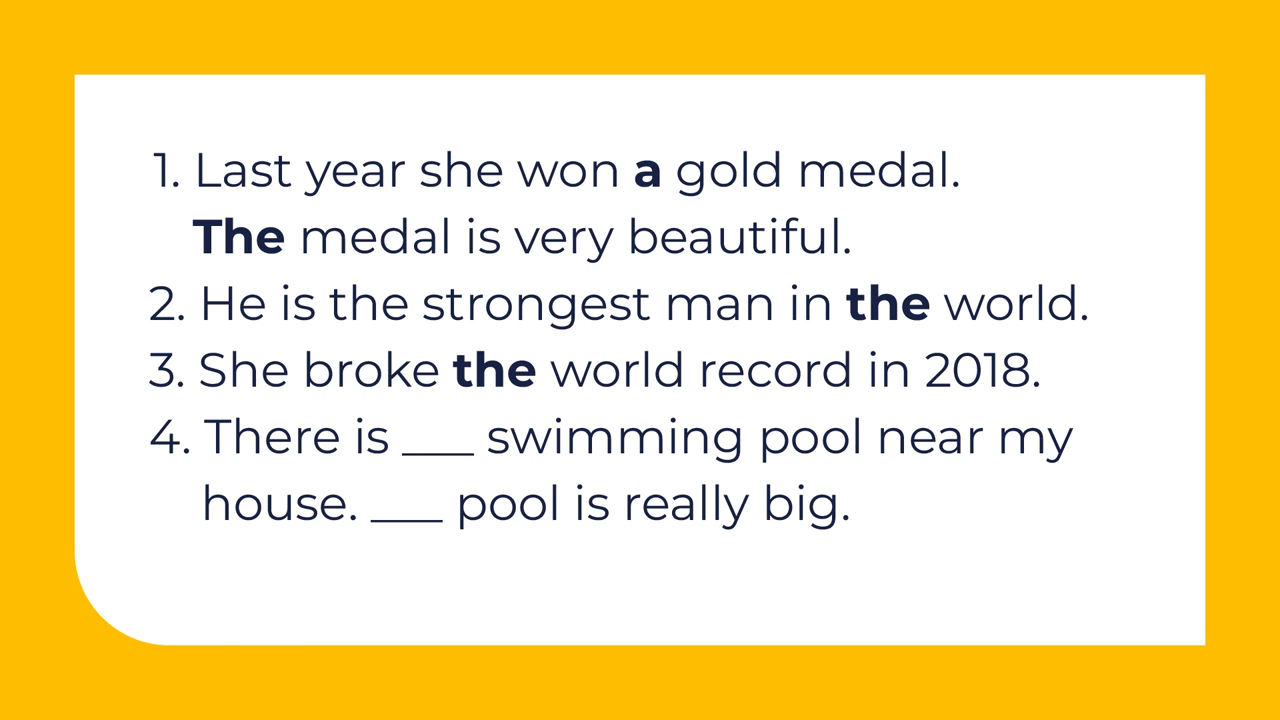 1. Last year she won a gold medal.
The medal is very beautiful.
2. He is the strongest man in the world.
3. She broke the world record in 2018.
4. There is ___ swimming pool near my
house. ___ pool is really big.